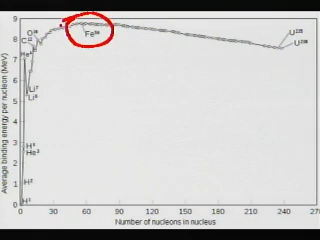 Average binding energy per nucleon (MeV)
9
8
7
6
5
4
3
2
1
0
O¹⁶
C¹²
He⁴
Li⁷
Li⁶
H³
He³
H²
H¹
Fe⁵⁶
U²³⁵
U²³⁸
0
30
60
90
120
150
180
210
240
270
Number of nucleons in nucleus